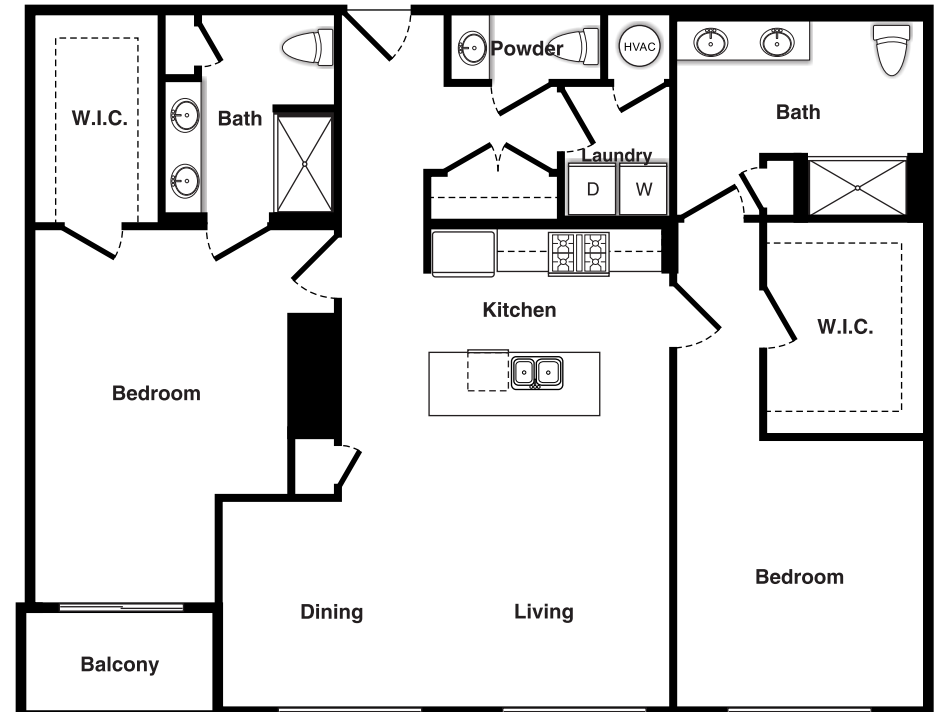 Powder
HVAC
W.I.C.
Bath
Bath
Laundry
D
W
Kitchen
W.I.C.
Bedroom
Bedroom
Dining
Living
Balcony